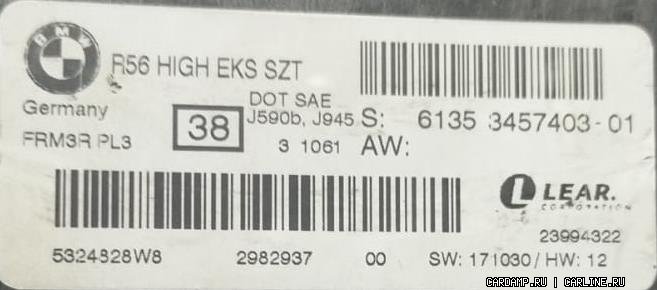 BMW
R56 HIGH EKS SZT
Germany
DOT SAE
J590b, J945
S: 6135 3457403-01
FRM3R PL3
38
3 1061
AW:
LEAR.
CORPORATION
23994322
5324828W8 2982937 00 SW: 171030 / HW: 12
CARDAMP.RU | CARLINE.RU